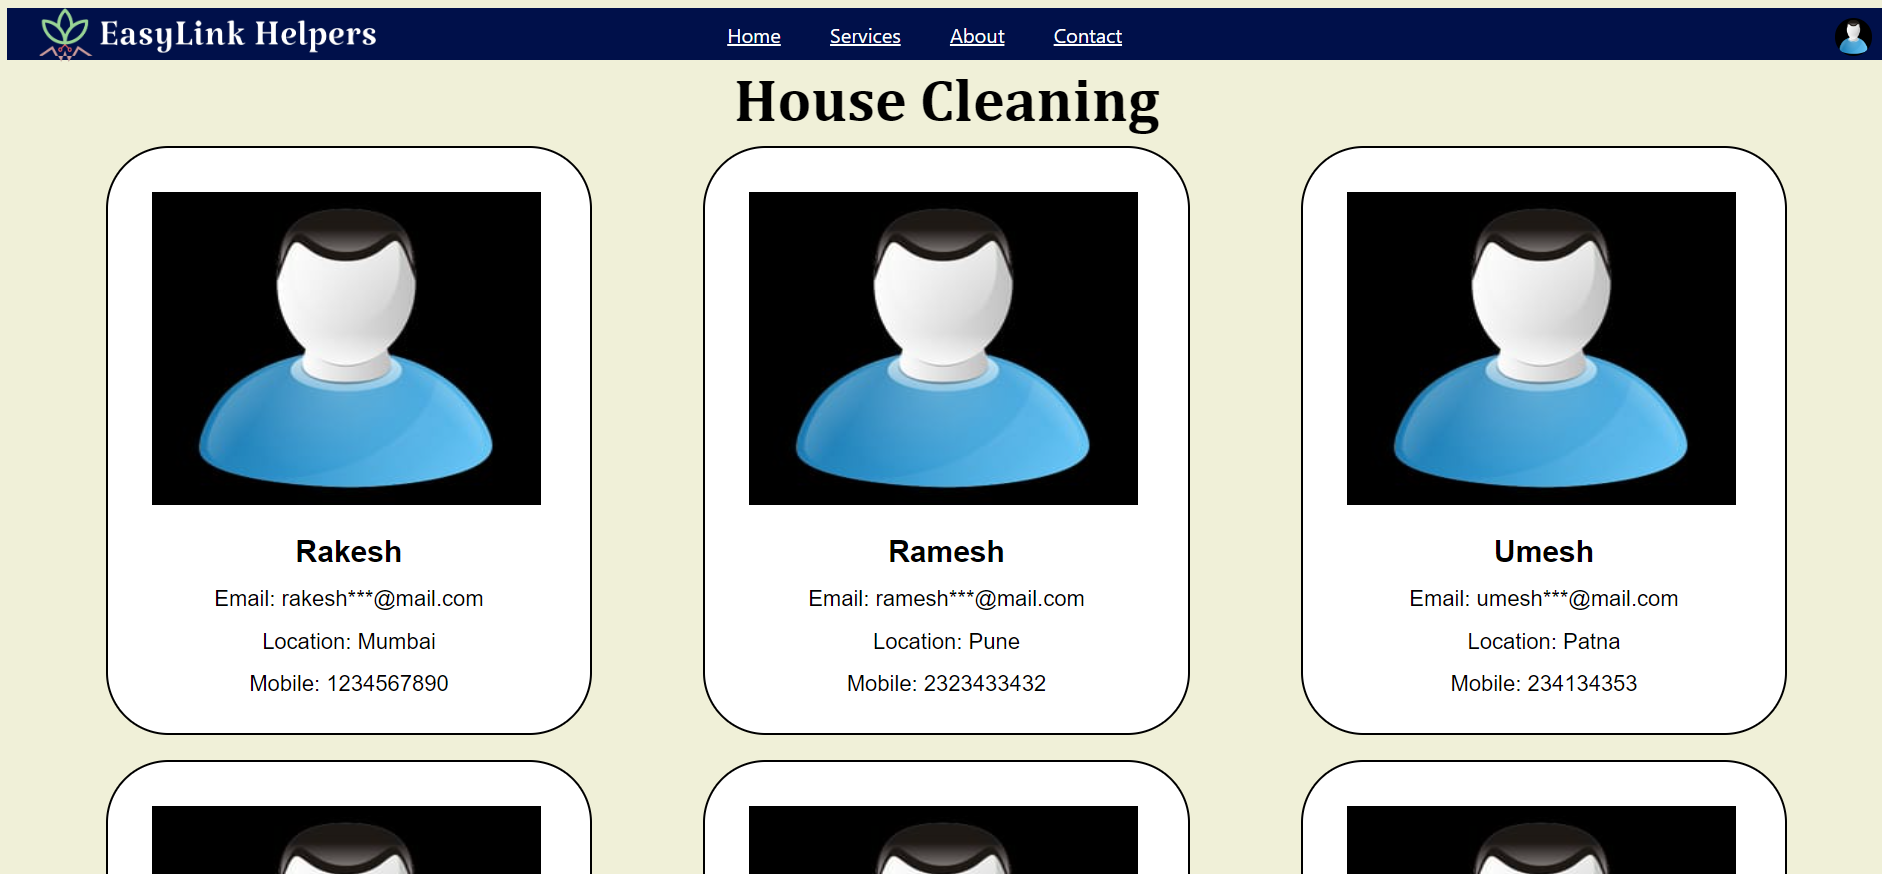 EasyLink Helpers
Home Services About Contact
House Cleaning
Rakesh
Email: rakesh***@mail.com
Location: Mumbai
Mobile: 1234567890
Ramesh
Email: ramesh***@mail.com
Location: Pune
Mobile: 2323433432
Umesh
Email: umesh***@mail.com
Location: Patna
Mobile: 234134353